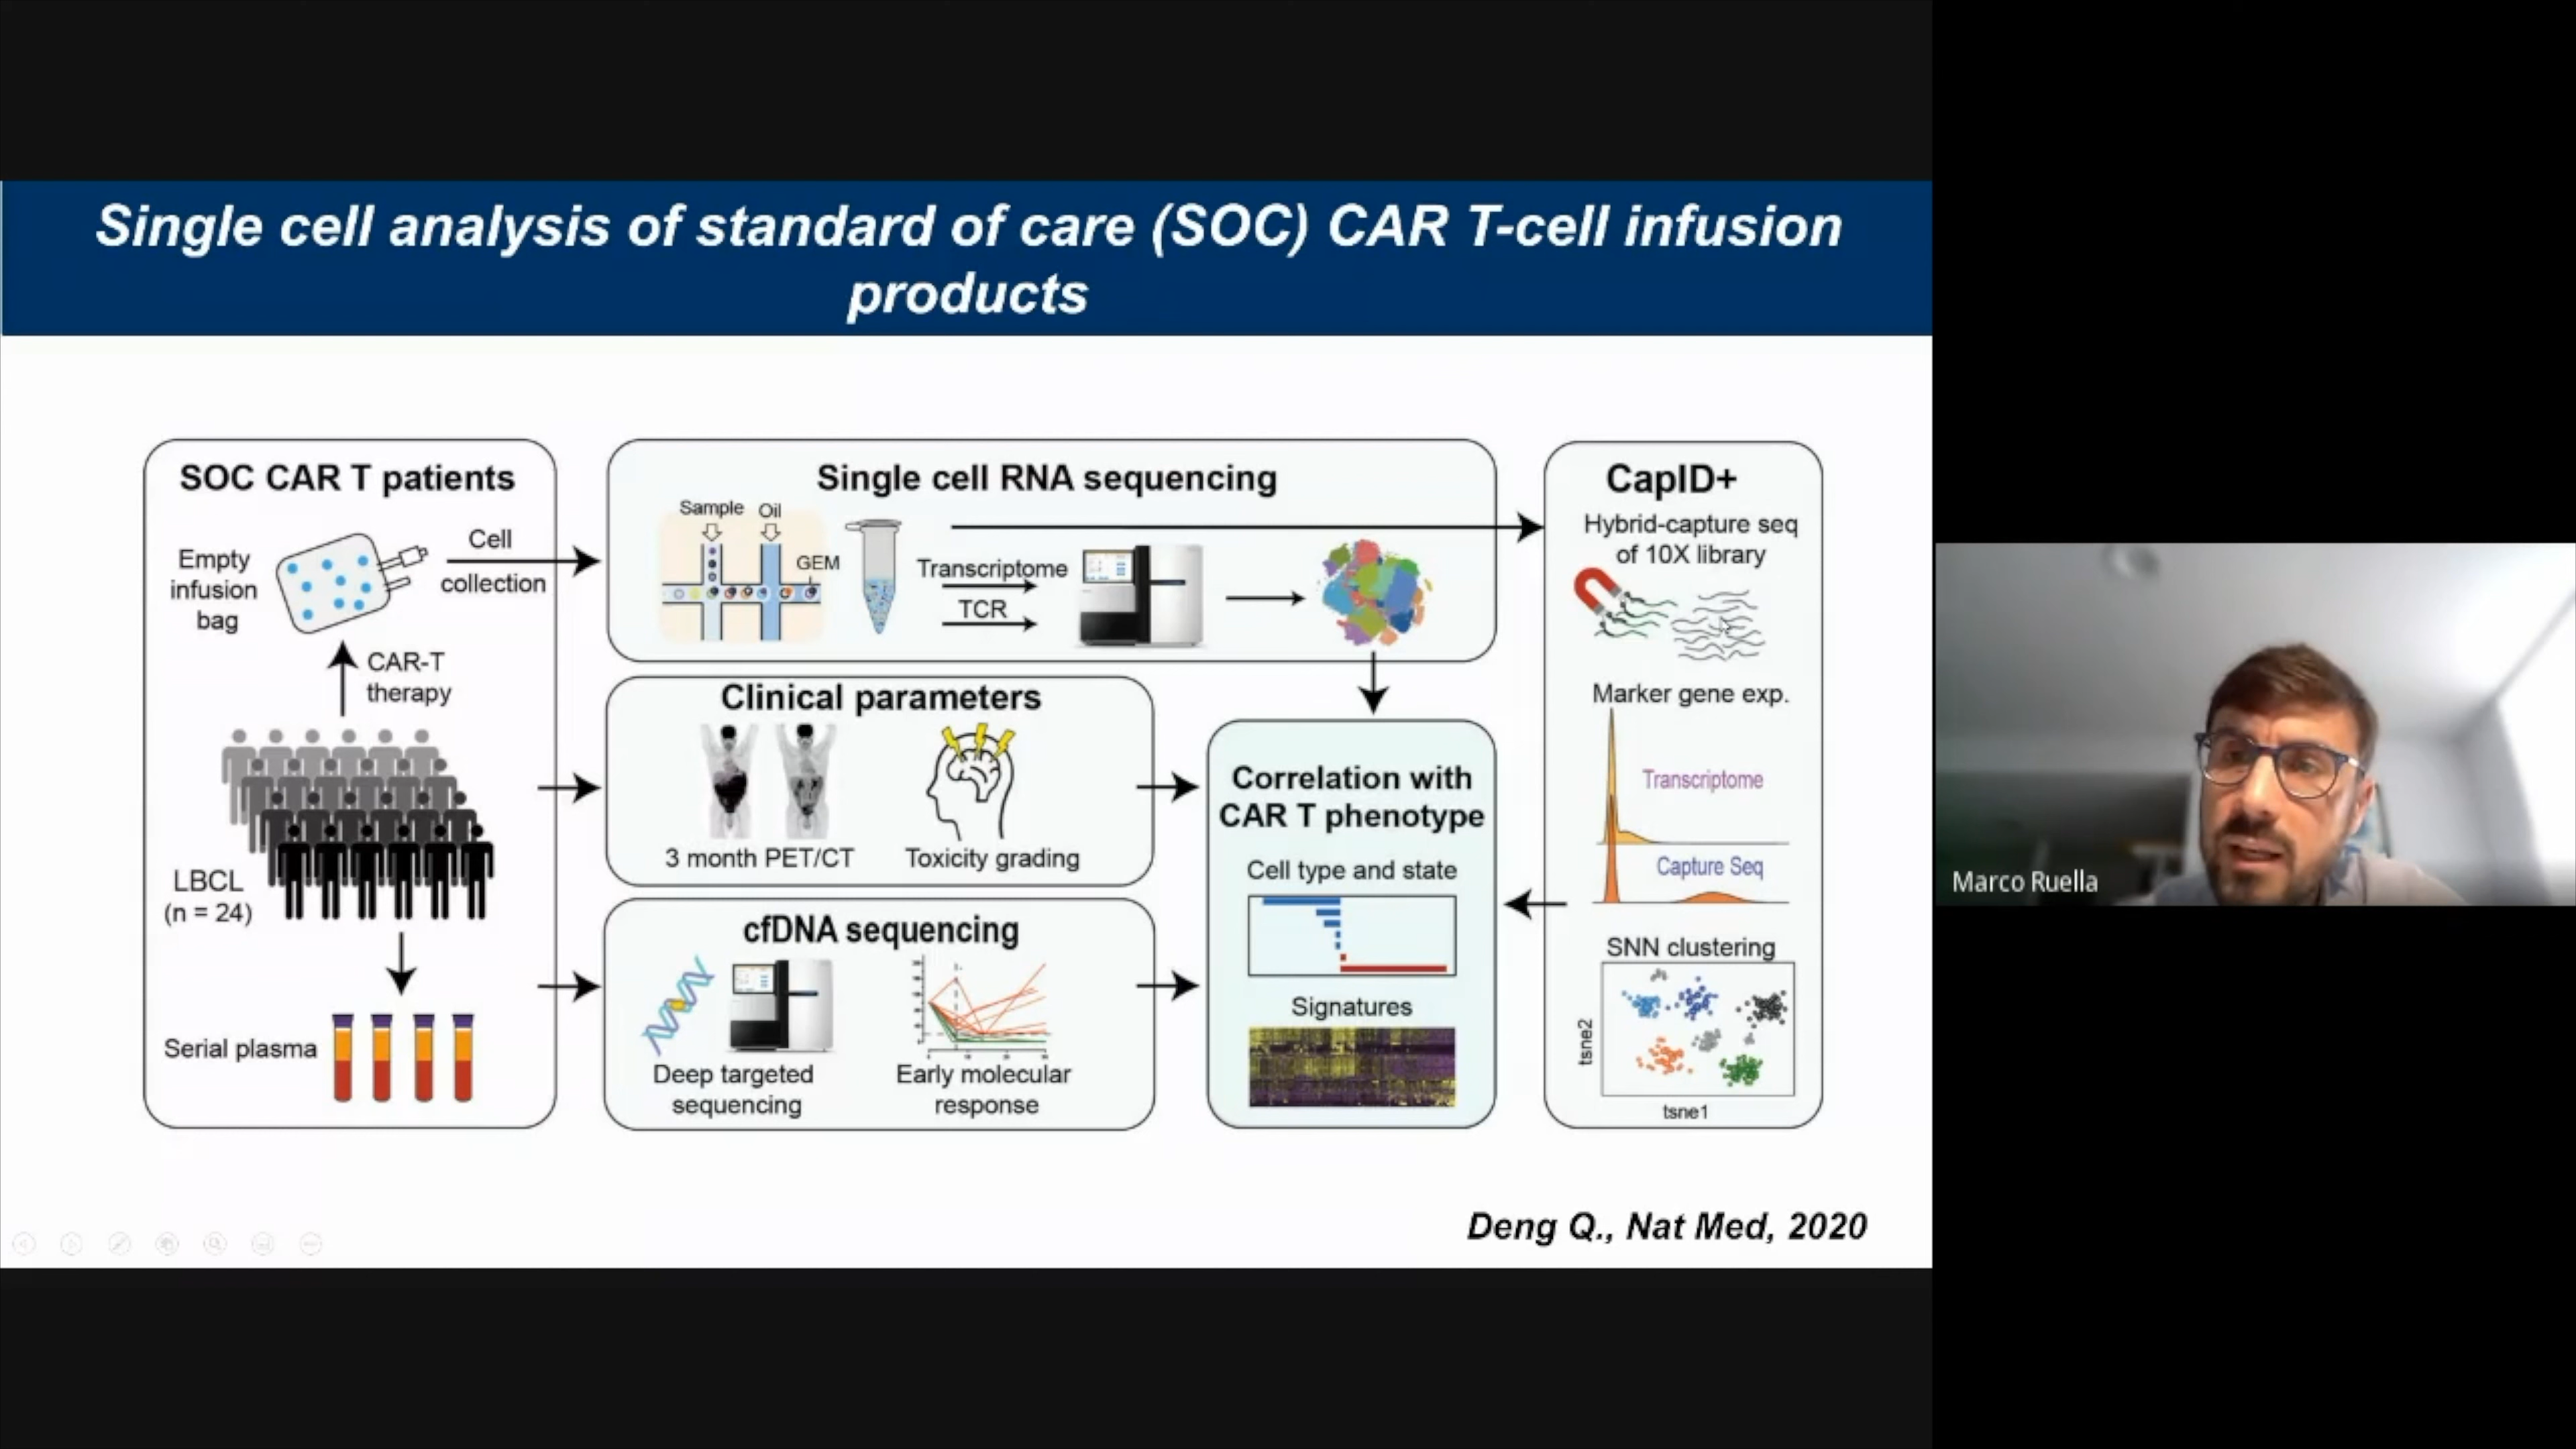 Single cell analysis of standard of care (SOC) CAR T-cell infusion
products
SOC CAR T patients
Empty
infusion
bag
Cell
collection
CAR-T
therapy
LBCL
(n = 24)
Serial plasma
Single cell RNA sequencing
Sample
Oil
GEM
Transcriptome
TCR
Clinical parameters
3 month PET/CT
Toxicity grading
cfDNA sequencing
Deep targeted
sequencing
Early molecular
response
Correlation with
CAR T phenotype
Cell type and state
Signatures
CapID+
Hybrid-capture seq
of 10X library
Marker gene exp.
Transcriptome
Capture Seq
SNN clustering
tsne2
tsne1
Deng Q., Nat Med, 2020
Marco Ruella